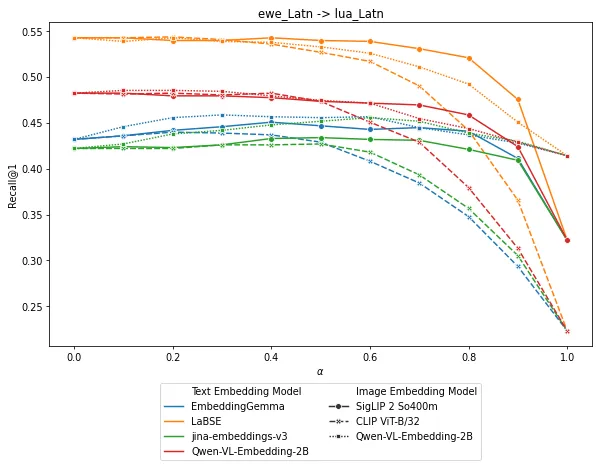 ewe_Latn -> lua_Latn
0.55
0.50
0.45
0.40
0.35
0.30
0.25
Recall@1
0.0 0.2 0.4 0.6 0.8 1.0
α
Text Embedding Model Image Embedding Model
EmbeddingGemma SigLIP 2 So400m
LaBSE CLIP ViT-B/32
jina-embeddings-v3 Qwen-VL-Embedding-2B
Qwen-VL-Embedding-2B